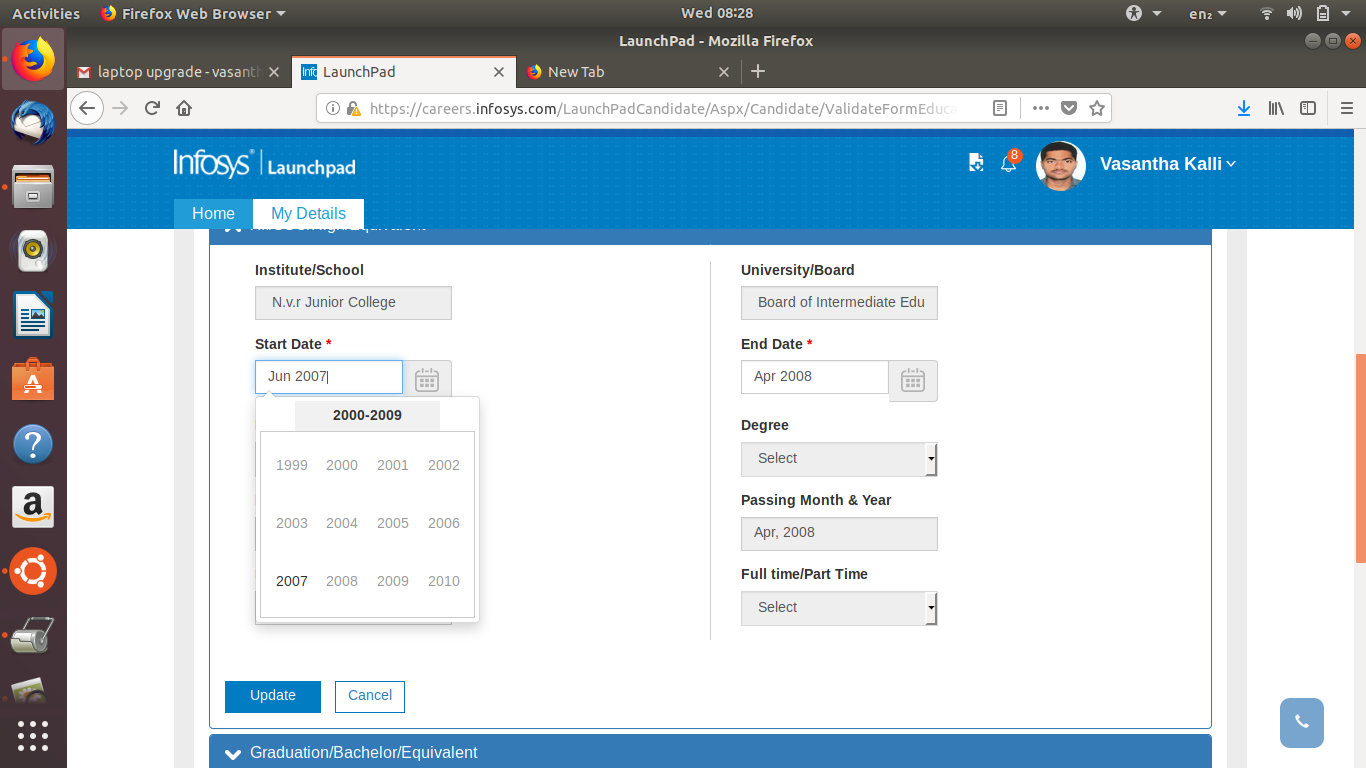 Activities Firefox Web Browser Wed 08:28 en₂
LaunchPad - Mozilla Firefox
laptop upgrade - vasanth LaunchPad New Tab
https://careers.infosys.com/LaunchPadCandidate/Aspx/Candidate/ValidateFormEduca
Infosys® | Launchpad 8 Vasantha Kalli
Home My Details
Institute/School University/Board
N.v.r Junior College Board of Intermediate Edu
Start Date * End Date *
Jun 2007 Apr 2008
2000-2009 Degree
1999 2000 2001 2002 Select
Passing Month & Year
2003 2004 2005 2006 Apr, 2008
2007 2008 2009 2010 Full time/Part Time
Select
Update Cancel
Graduation/Bachelor/Equivalent